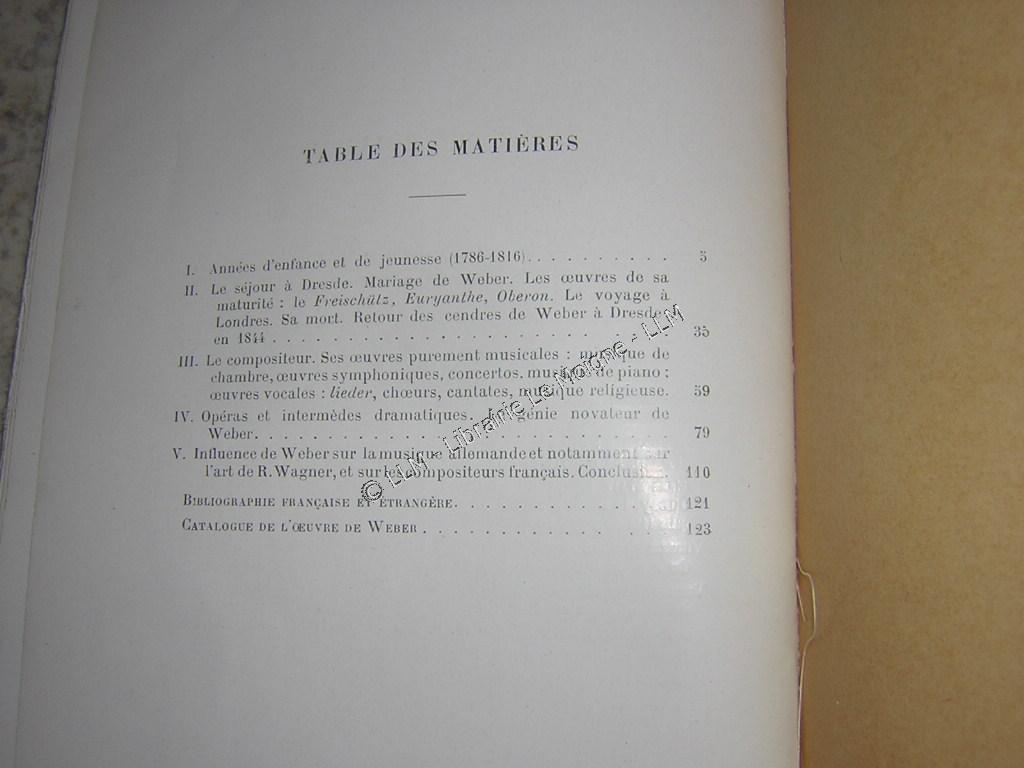 TABLE DES MATIÈRES
I. Années d'enfance et de jeunesse (1786-1816). . . . . . . . . . . 5
II. Le séjour à Dresde. Mariage de Weber. Les œuvres de sa
maturité : le Freischütz, Euryanthe, Oberon. Le voyage à
Londres. Sa mort. Retour des cendres de Weber à Dresde
en 1844 . . . . . . . . . . . . . . . . . . . 35
III. Le compositeur. Ses œuvres purement musicales : musique de
chambre, œuvres symphoniques, concertos, musique de piano ;
œuvres vocales : lieder, chœurs, cantates, musique religieuse. 59
IV. Opéras et intermèdes dramatiques. génie novateur de
Weber. . . . . . . . . . . . . . . . . . . . . . . . 79
V. Influence de Weber sur la musique allemande et notamment sur
l'art de R. Wagner, et sur les compositeurs français. Conclusion. 110
BIBLIOGRAPHIE FRANÇAISE ET ÉTRANGÈRE. . . . . . . . . . . . . 121
CATALOGUE DE L'ŒUVRE DE WEBER . . . . . . . . . . . . . . . 123
© LLM - Librairie Le Moione - LLM